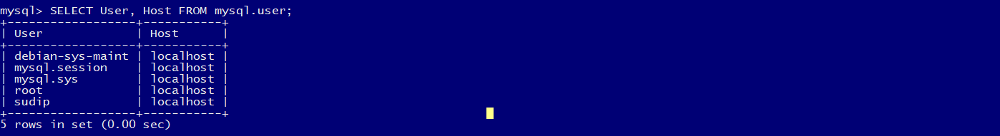 mysql> SELECT User, Host FROM mysql.user;
+------------------+-----------+
| User             | Host      |
+------------------+-----------+
| debian-sys-maint | localhost |
| mysql.session    | localhost |
| mysql.sys        | localhost |
| root             | localhost |
| sudip            | localhost |
+------------------+-----------+
5 rows in set (0.00 sec)